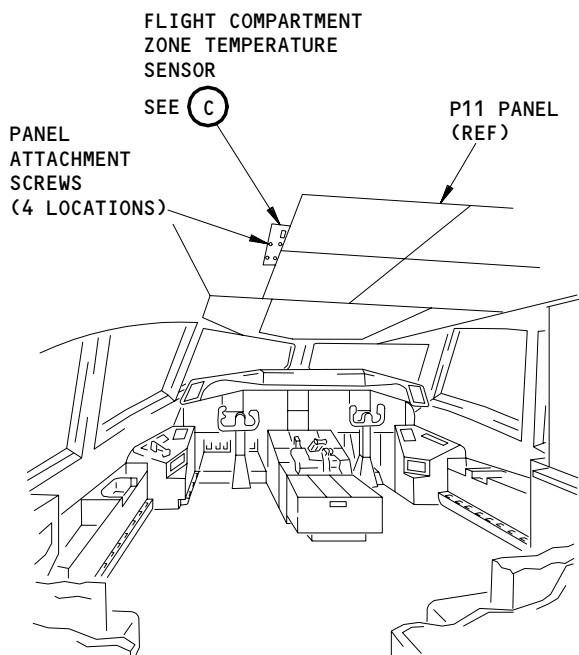 FLIGHT COMPARTMENT
ZONE TEMPERATURE
SENSOR
SEE C
PANEL
ATTACHMENT
SCREWS
(4 LOCATIONS)
P11 PANEL
(REF)